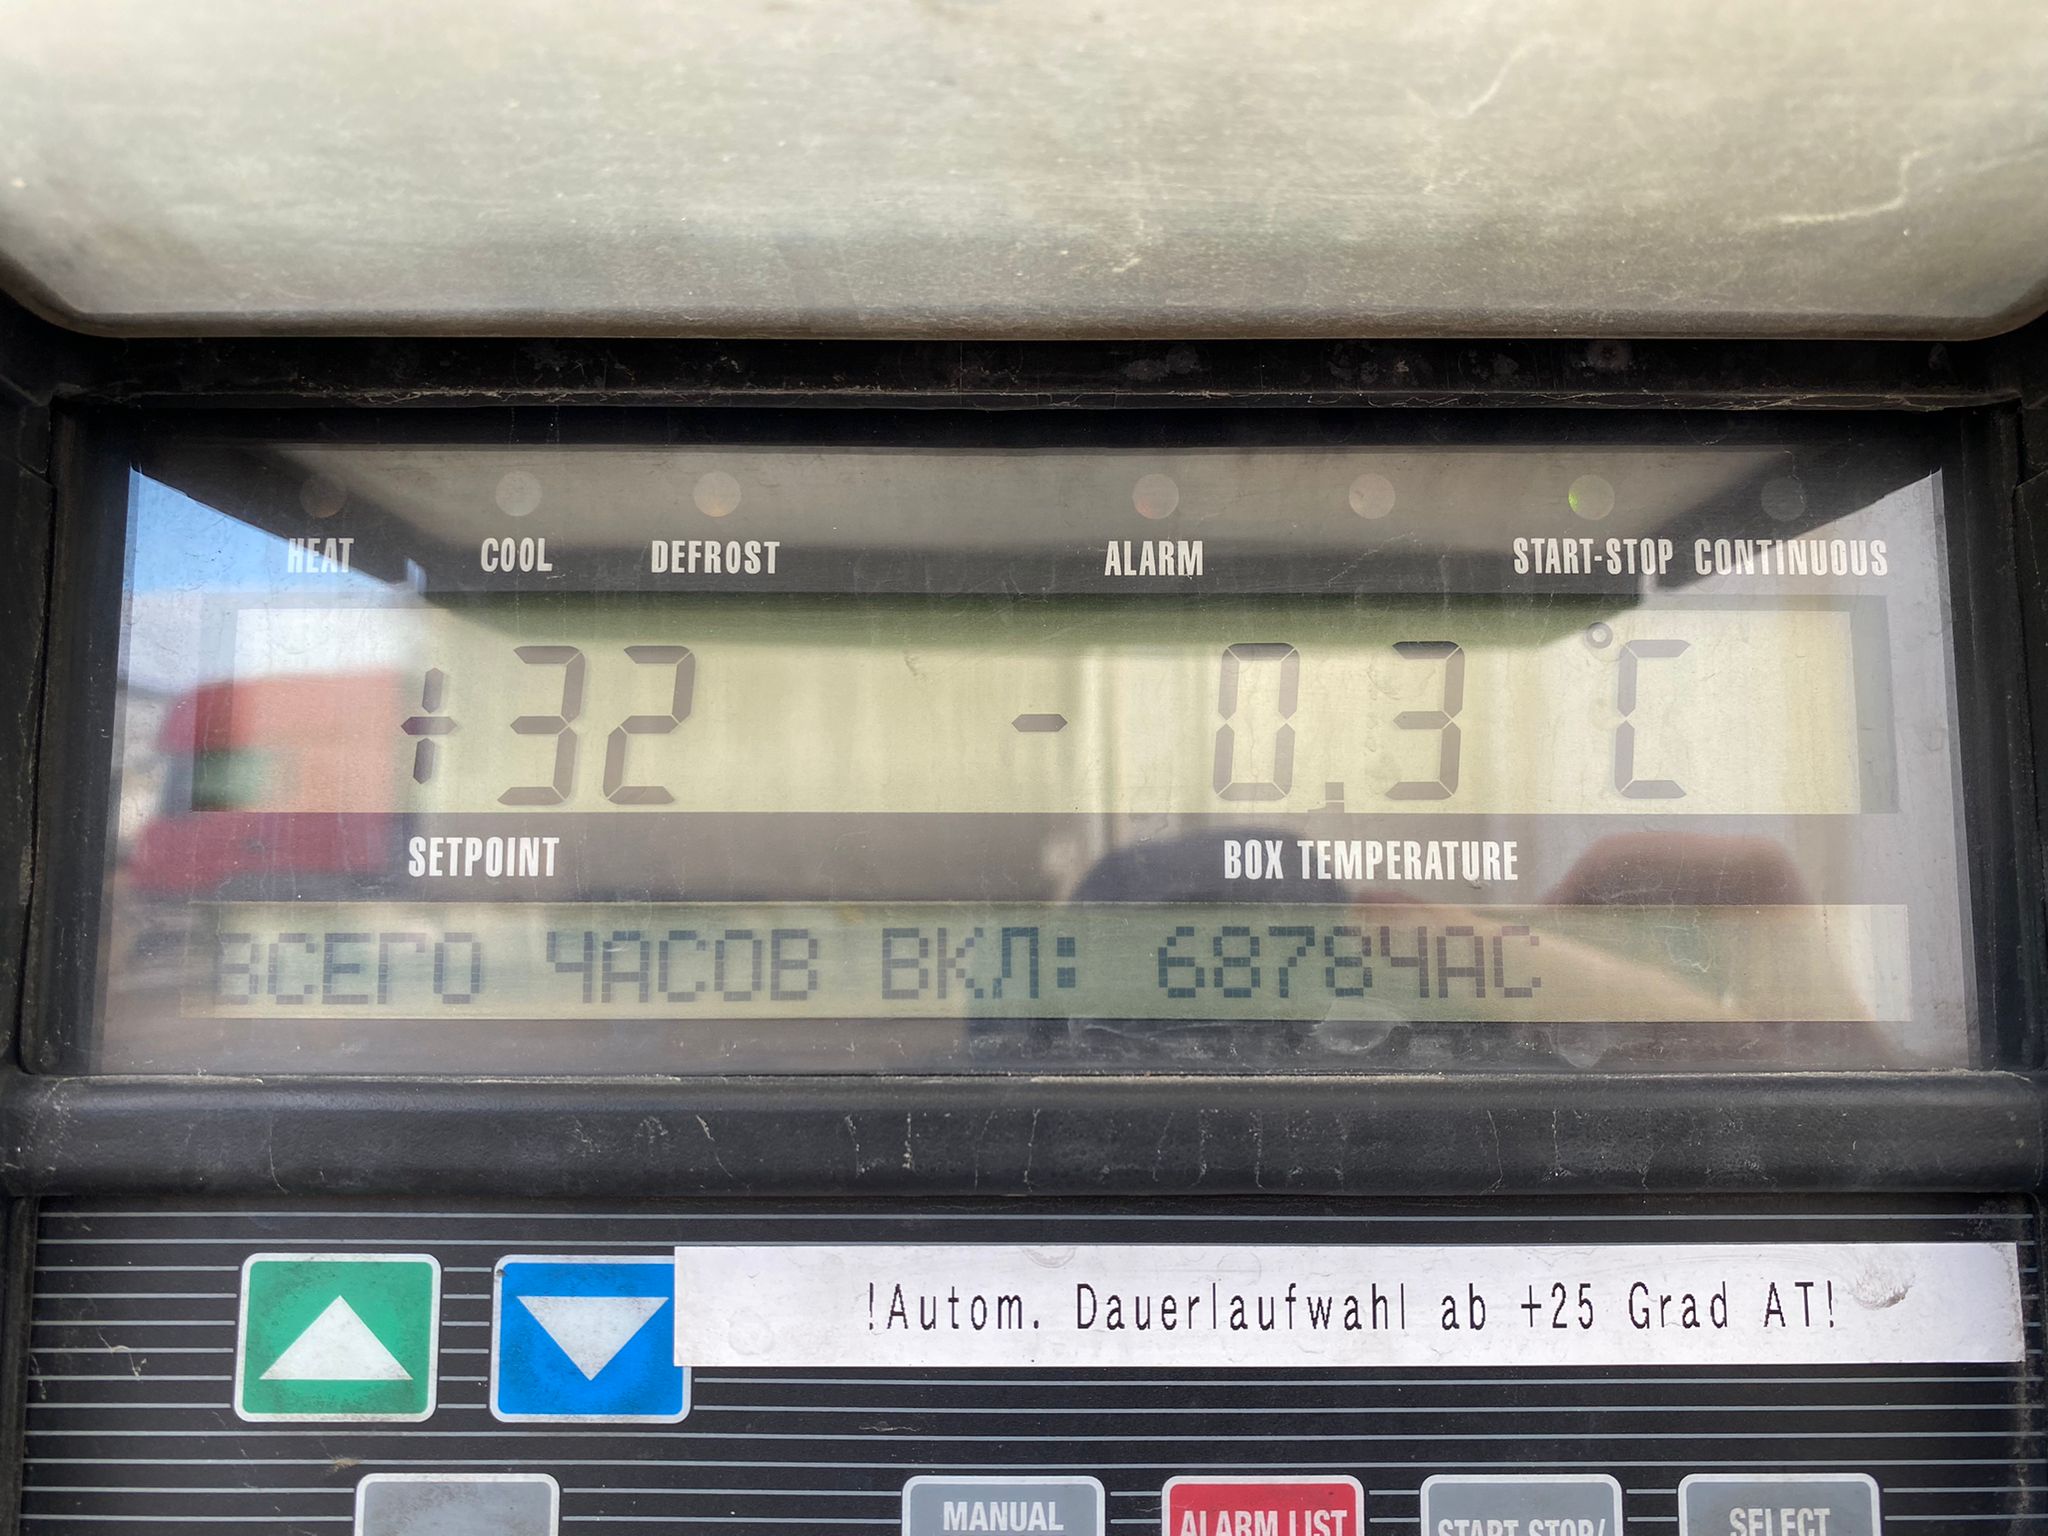 HEAT COOL DEFROST ALARM START-STOP CONTINUOUS
+32 -0.3 °C
SETPOINT BOX TEMPERATURE
ВСЕГО ЧАСОВ ВКЛ: 6878ЧАС
!Autom. Dauerlaufwahl ab +25 Grad AT!
MANUAL ALARM LIST START STOP/ SELECT